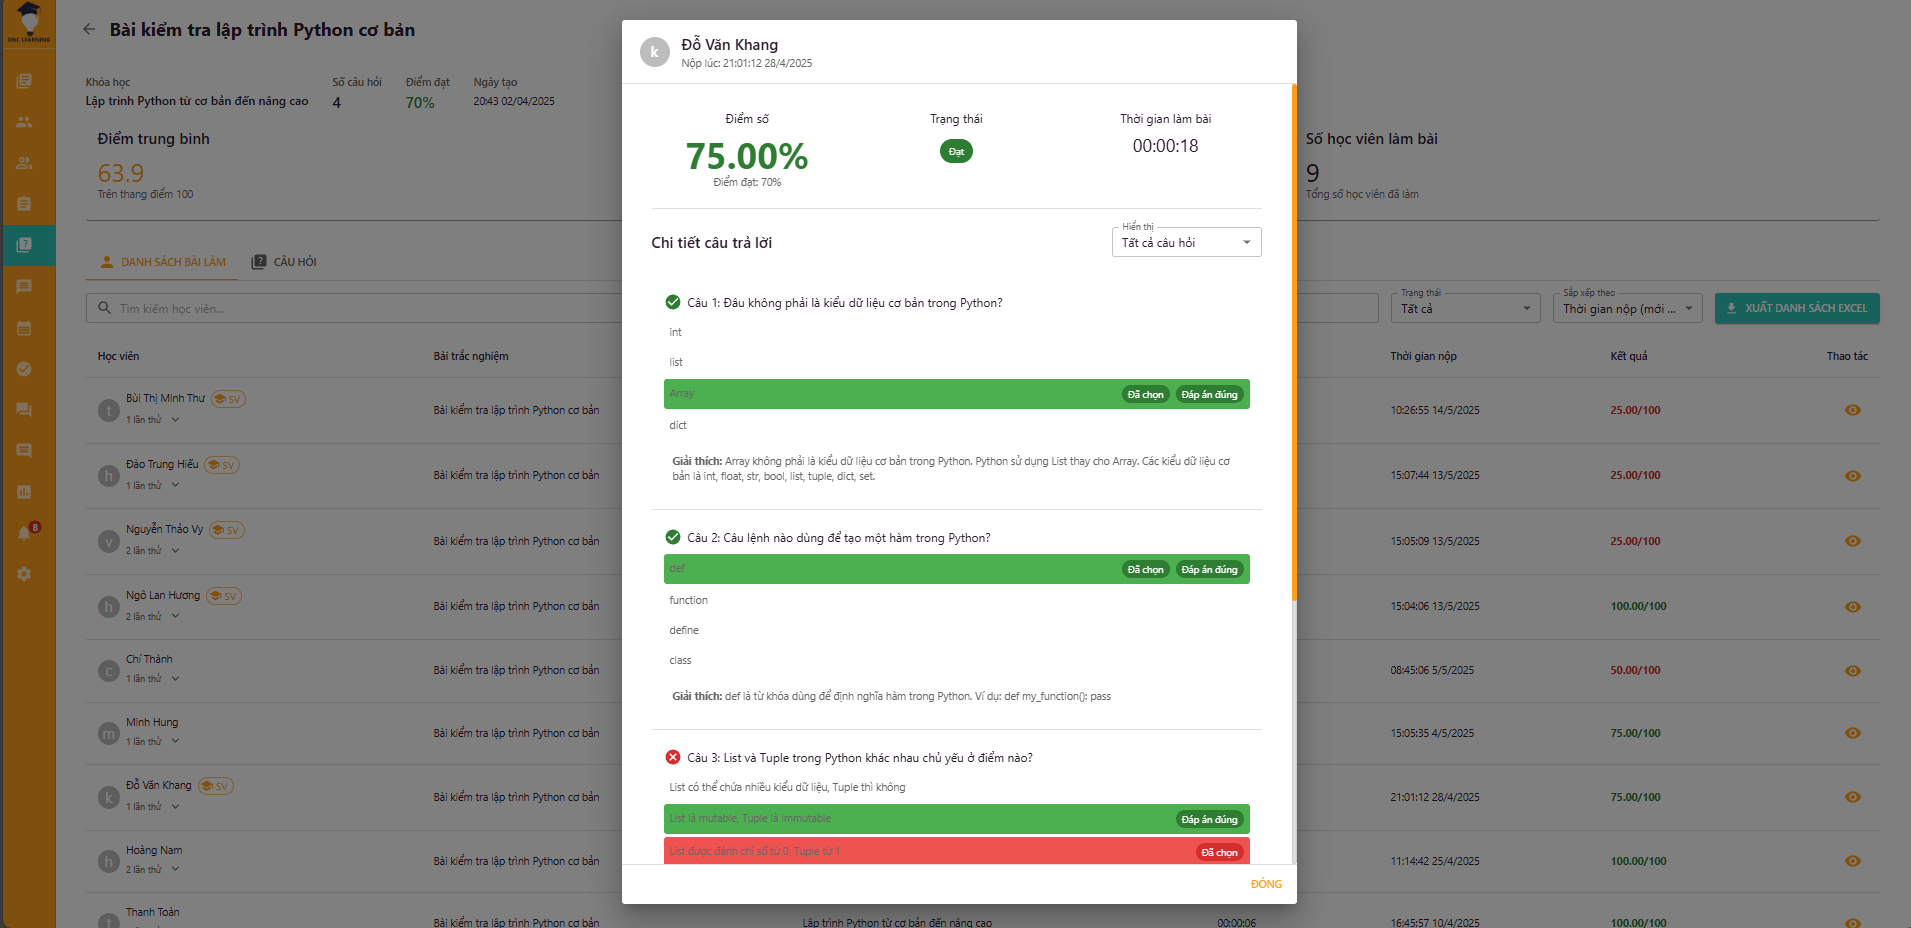 ONE LEARNING
Bài kiểm tra lập trình Python cơ bản
Khóa học
Lập trình Python từ cơ bản đến nâng cao
Số câu hỏi
4
Điểm đạt
70%
Ngày tạo
20:43 02/04/2025
Điểm trung bình
63.9
Trên thang điểm 100
Số học viên làm bài
9
Tổng số học viên đã làm
DANH SÁCH BÀI LÀM
CÂU HỎI
Tìm kiếm học viên...
Trạng thái
Tất cả
Sắp xếp theo
Thời gian nộp (mới ...
XUẤT DANH SÁCH EXCEL
Học viên
Bài trắc nghiệm
Thời gian nộp
Kết quả
Thao tác
t
Bùi Thị Minh Thư
SV
1 lần thử
Bài kiểm tra lập trình Python cơ bản
10:26:55 14/5/2025
25.00/100
h
Đào Trung Hiếu
SV
1 lần thử
Bài kiểm tra lập trình Python cơ bản
15:07:44 13/5/2025
25.00/100
v
Nguyễn Thảo Vy
SV
2 lần thử
Bài kiểm tra lập trình Python cơ bản
15:05:09 13/5/2025
25.00/100
8
h
Ngô Lan Hương
SV
2 lần thử
Bài kiểm tra lập trình Python cơ bản
15:04:06 13/5/2025
100.00/100
c
Chí Thành
1 lần thử
Bài kiểm tra lập trình Python cơ bản
08:45:06 5/5/2025
50.00/100
m
Minh Hung
1 lần thử
Bài kiểm tra lập trình Python cơ bản
15:05:35 4/5/2025
75.00/100
k
Đỗ Văn Khang
SV
1 lần thử
Bài kiểm tra lập trình Python cơ bản
21:01:12 28/4/2025
75.00/100
h
Hoàng Nam
2 lần thử
Bài kiểm tra lập trình Python cơ bản
11:14:42 25/4/2025
100.00/100
t
Thanh Toàn
Bài kiểm tra lập trình Python cơ bản
Lập trình Python từ cơ bản đến nâng cao
00:00:06
16:45:57 10/4/2025
100.00/100
k
Đỗ Văn Khang
Nộp lúc: 21:01:12 28/4/2025
Điểm số
75.00%
Điểm đạt: 70%
Trạng thái
Đạt
Thời gian làm bài
00:00:18
Chi tiết câu trả lời
Hiển thị
Tất cả câu hỏi
Câu 1: Đâu không phải là kiểu dữ liệu cơ bản trong Python?
int
list
Array
Đã chọn
Đáp án đúng
dict
Giải thích: Array không phải là kiểu dữ liệu cơ bản trong Python. Python sử dụng List thay cho Array. Các kiểu dữ liệu cơ
bản là int, float, str, bool, list, tuple, dict, set.
Câu 2: Câu lệnh nào dùng để tạo một hàm trong Python?
def
Đã chọn
Đáp án đúng
function
define
class
Giải thích: def là từ khóa dùng để định nghĩa hàm trong Python. Ví dụ: def my_function(): pass
Câu 3: List và Tuple trong Python khác nhau chủ yếu ở điểm nào?
List có thể chứa nhiều kiểu dữ liệu, Tuple thì không
List là mutable, Tuple là immutable
Đáp án đúng
List được đánh chỉ số từ 0, Tuple từ 1
Đã chọn
ĐÓNG